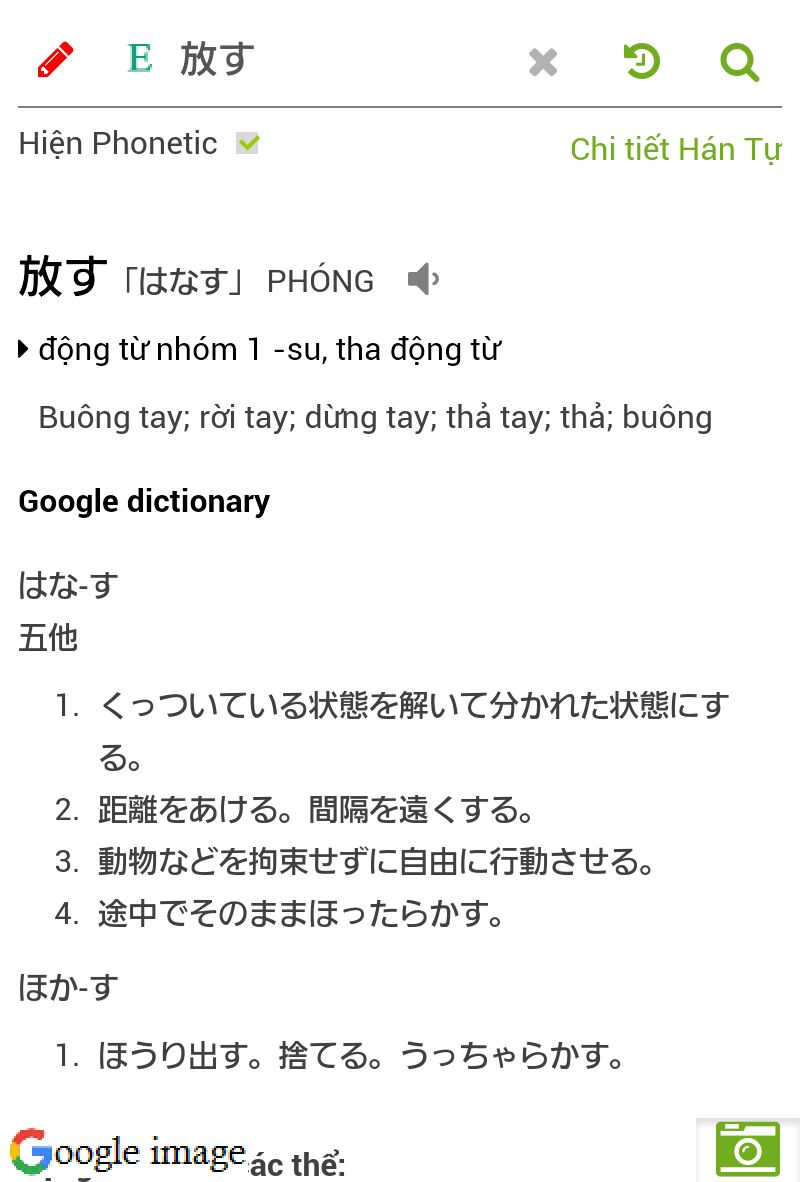 E 放す
Hiện Phonetic
Chi tiết Hán Tự
放す「はなす」 PHÓNG
động từ nhóm 1 -su, tha động từ
Buông tay; rời tay; dừng tay; thả tay; thả; buông
Google dictionary
はな-す
五他
1. くっついている状態を解いて分かれた状態にす
る。
2. 距離をあける。間隔を遠くする。
3. 動物などを拘束せずに自由に行動させる。
4. 途中でそのままほったらかす。
ほか-す
1. ほうり出す。捨てる。うっちゃらかす。
Google image
các thể: